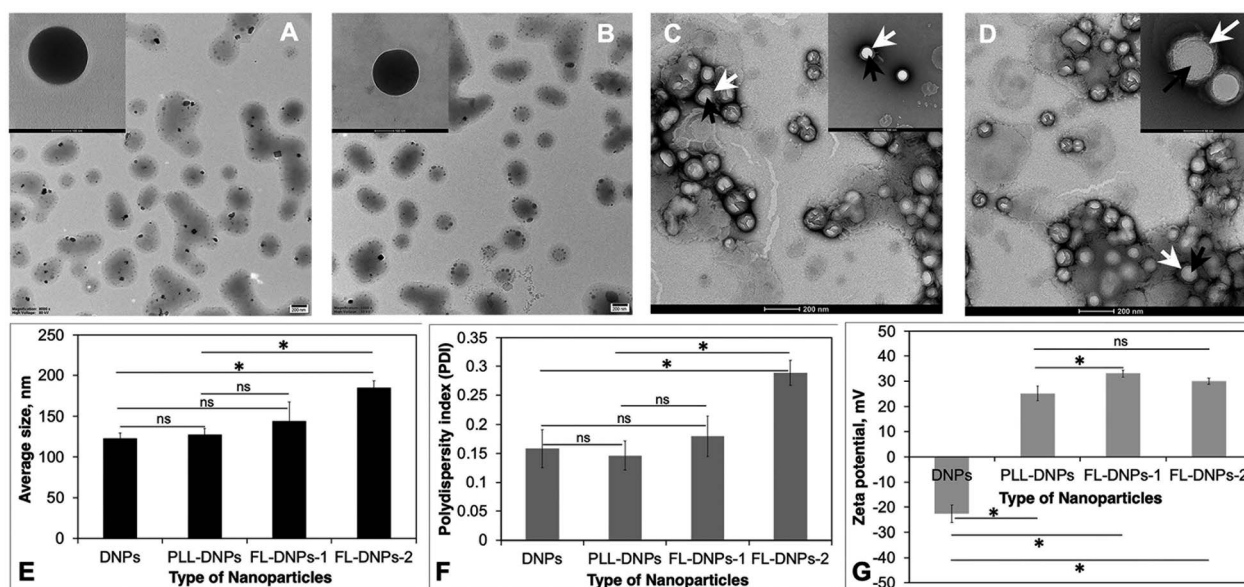 A
B
C
D
200 nm
200 nm
200 nm
200 nm
E
Average size, nm
250
200
150
100
50
0
ns
ns
ns
*
*
DNPs
PLL-DNPs
FL-DNPs-1
FL-DNPs-2
Type of Nanoparticles
F
Polydispersity index (PDI)
0.35
0.3
0.25
0.2
0.15
0.1
0.05
0
ns
ns
ns
*
*
DNPs
PLL-DNPs
FL-DNPs-1
FL-DNPs-2
Type of Nanoparticles
G
Zeta potential, mV
50
40
30
20
10
0
-10
-20
-30
-40
-50
ns
*
DNPs
PLL-DNPs
FL-DNPs-1
FL-DNPs-2
Type of Nanoparticles
*
*
*